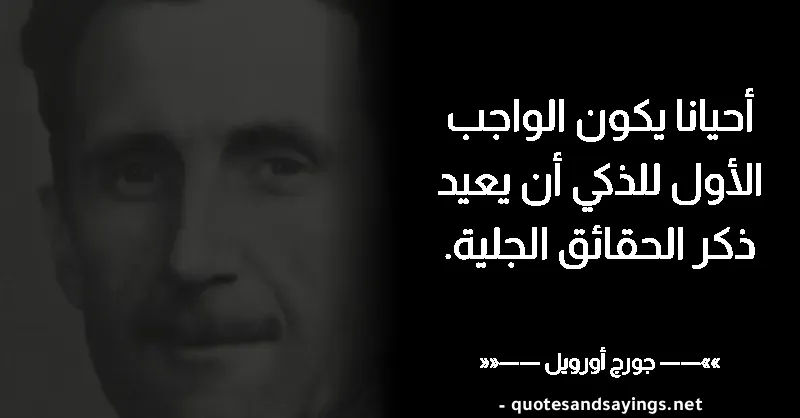 أحيانا يكون الواجب
الأول للذكي أن يعيد
ذكر الحقائق الجلية.
»»—— جورج أورويل ——««
- quotesandsayings.net